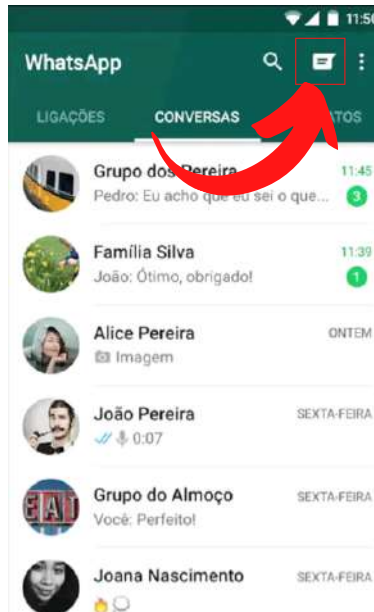 11:50
WhatsApp
LIGAÇÕES CONVERSAS
Grupo dos Pereira 11:45
Pedro: Eu acho que eu sei o que... 3
Família Silva 11:39
João: Ótimo, obrigado! 1
Alice Pereira ONTEM
Imagem
João Pereira SEXTA-FEIRA
0:07
Grupo do Almoço SEXTA-FEIRA
Você: Perfeito!
Joana Nascimento SEXTA-FEIRA
EAT